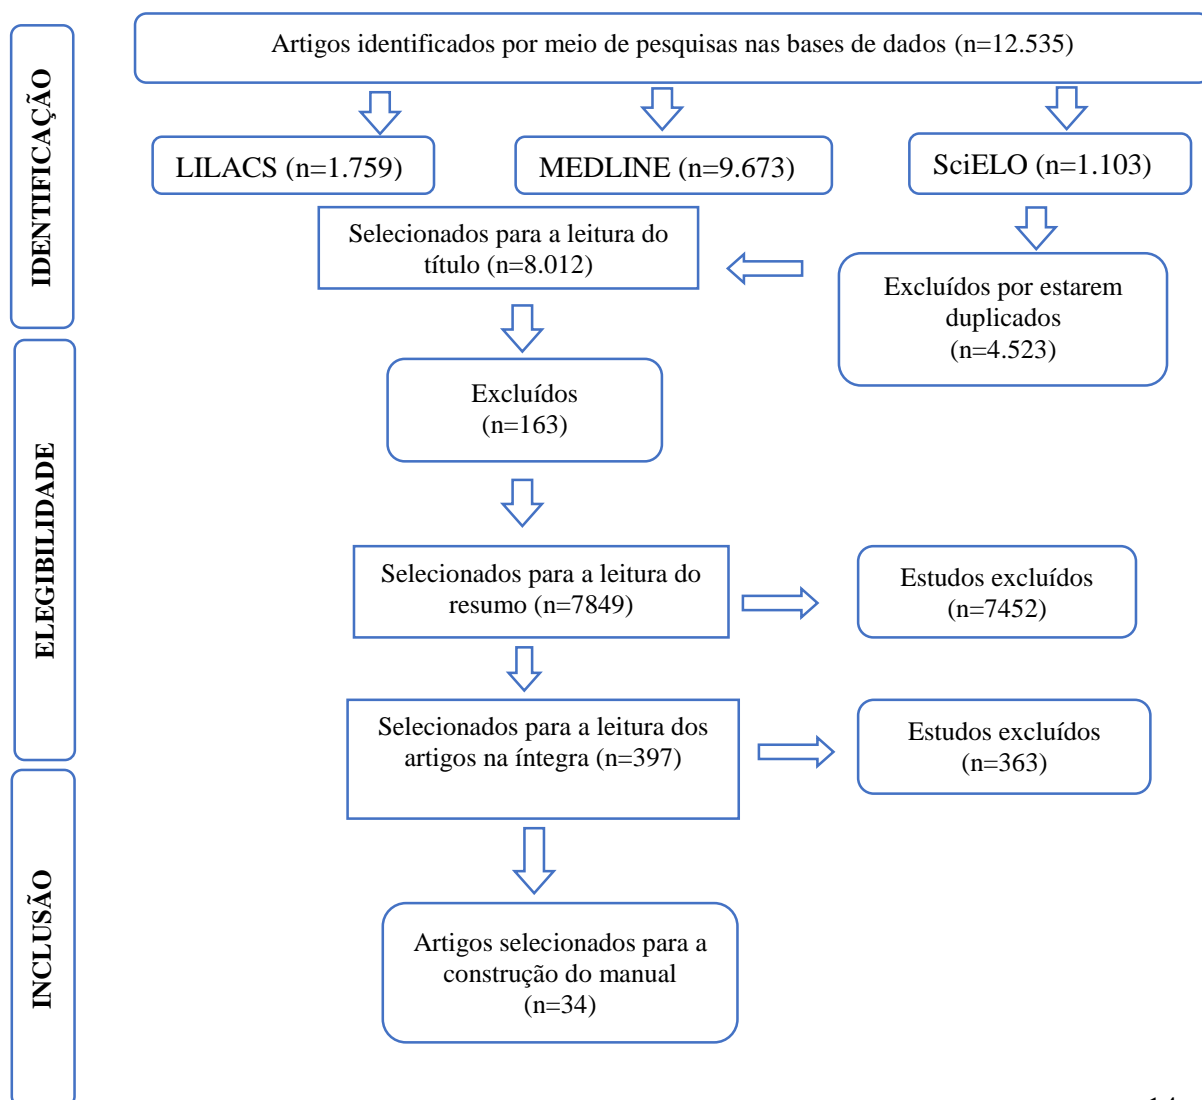 Artigos identificados por meio de pesquisas nas bases de dados (n=12.535)
IDENTIFICAÇÃO
LILACS (n=1.759)
MEDLINE (n=9.673)
SciELO (n=1.103)
Selecionados para a leitura do
título (n=8.012)
Excluídos por estarem
duplicados
(n=4.523)
Excluídos
(n=163)
ELEGIBILIDADE
Selecionados para a leitura do
resumo (n=7849)
Estudos excluídos
(n=7452)
Selecionados para a leitura dos
artigos na íntegra (n=397)
Estudos excluídos
(n=363)
INCLUSÃO
Artigos selecionados para a
construção do manual
(n=34)